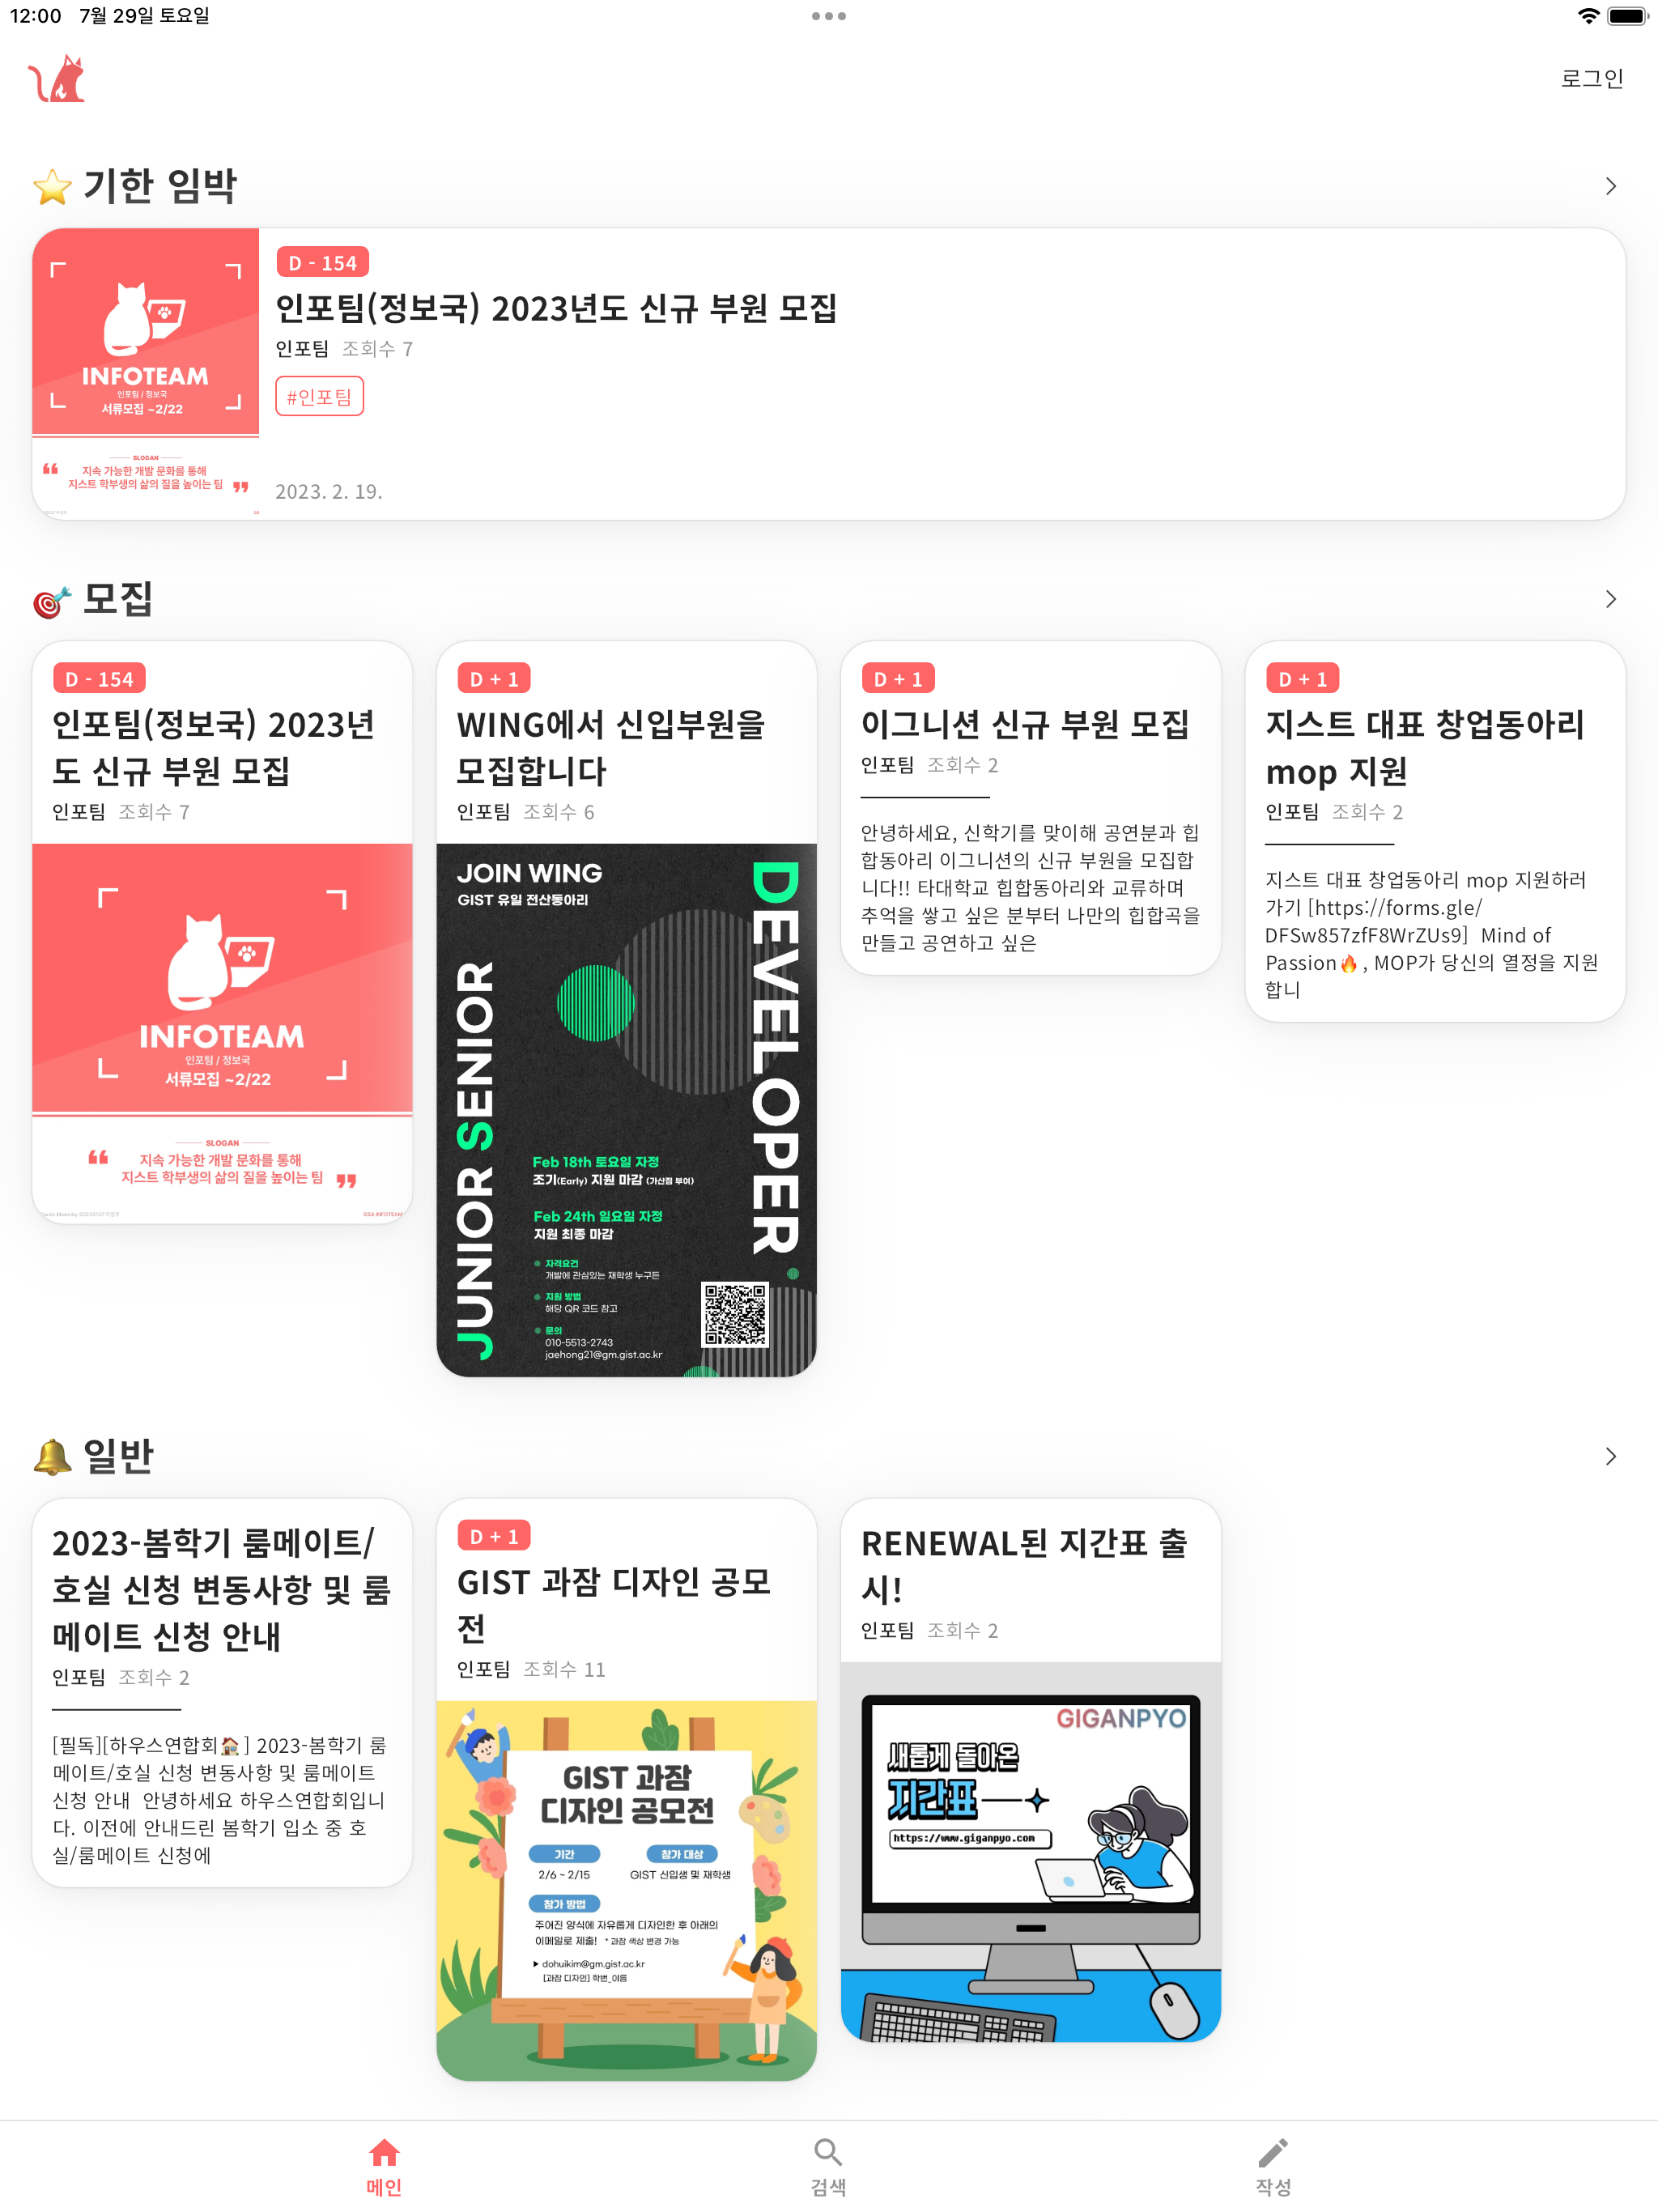 12:00 7월 29일 토요일
로그인
⭐ 기한 임박
INFOTEAM
인포팀 / 정보국
서류모집 ~2/22
SLOGAN
“ 지속 가능한 개발 문화를 통해
지스트 학부생의 삶의 질을 높이는 팀 ”
D - 154
인포팀(정보국) 2023년도 신규 부원 모집
인포팀 조회수 7
#인포팀
2023. 2. 19.
🎯 모집
D - 154
인포팀(정보국) 2023년
도 신규 부원 모집
인포팀 조회수 7
INFOTEAM
인포팀 / 정보국
서류모집 ~2/22
SLOGAN
“ 지속 가능한 개발 문화를 통해
지스트 학부생의 삶의 질을 높이는 팀 ”
GSA INFOTEAM
D + 1
WING에서 신입부원을
모집합니다
인포팀 조회수 6
JOIN WING
GIST 유일 전산동아리
DEVELOPER
JUNIOR SENIOR
Feb 18th 토요일 자정
조기(Early) 지원 마감 (가산점 부여)
Feb 24th 일요일 자정
지원 최종 마감
자격요건
개발에 관심있는 재학생 누구든
지원 방법
해당 QR 코드 참고
문의
010-5513-2743
jaehong21@gm.gist.ac.kr
D + 1
이그니션 신규 부원 모집
인포팀 조회수 2
안녕하세요, 신학기를 맞이해 공연분과 힙
합동아리 이그니션의 신규 부원을 모집합
니다!! 타대학교 힙합동아리와 교류하며
추억을 쌓고 싶은 분부터 나만의 힙합곡을
만들고 공연하고 싶은
D + 1
지스트 대표 창업동아리
mop 지원
인포팀 조회수 2
지스트 대표 창업동아리 mop 지원하러
가기 [https://forms.gle/
DFSw857zfF8WrZUs9] Mind of
Passion🔥, MOP가 당신의 열정을 지원
합니
🔔 일반
2023-봄학기 룸메이트/
호실 신청 변동사항 및 룸
메이트 신청 안내
인포팀 조회수 2
[필독][하우스연합회🏠] 2023-봄학기 룸
메이트/호실 신청 변동사항 및 룸메이트
신청 안내 안녕하세요 하우스연합회입니
다. 이전에 안내드린 봄학기 입소 중 호
실/룸메이트 신청에
D + 1
GIST 과잠 디자인 공모
전
인포팀 조회수 11
GIST 과잠
디자인 공모전
기간 참가 대상
2/6 ~ 2/15 GIST 신입생 및 재학생
참가 방법
주어진 양식에 자유롭게 디자인한 후 아래의
이메일로 제출! * 과잠 색상 변경 가능
▶ dohuikim@gm.gist.ac.kr
[과잠 디자인] 학번_이름
RENEWAL된 지간표 출
시!
인포팀 조회수 2
GIGANPYO
새롭게 돌아온
지간표
https://www.giganpyo.com
메인 검색 작성